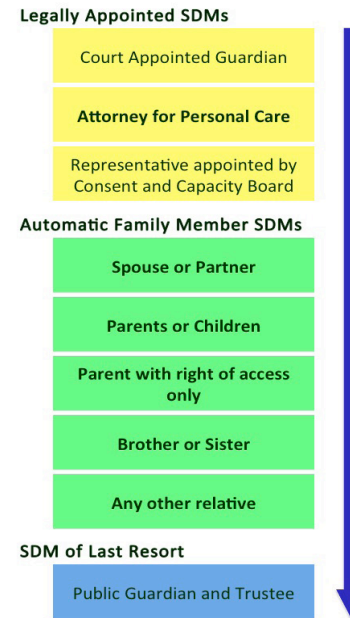 Legally Appointed SDMs
Court Appointed Guardian
Attorney for Personal Care
Representative appointed by
Consent and Capacity Board
Automatic Family Member SDMs
Spouse or Partner
Parents or Children
Parent with right of access
only
Brother or Sister
Any other relative
SDM of Last Resort
Public Guardian and Trustee